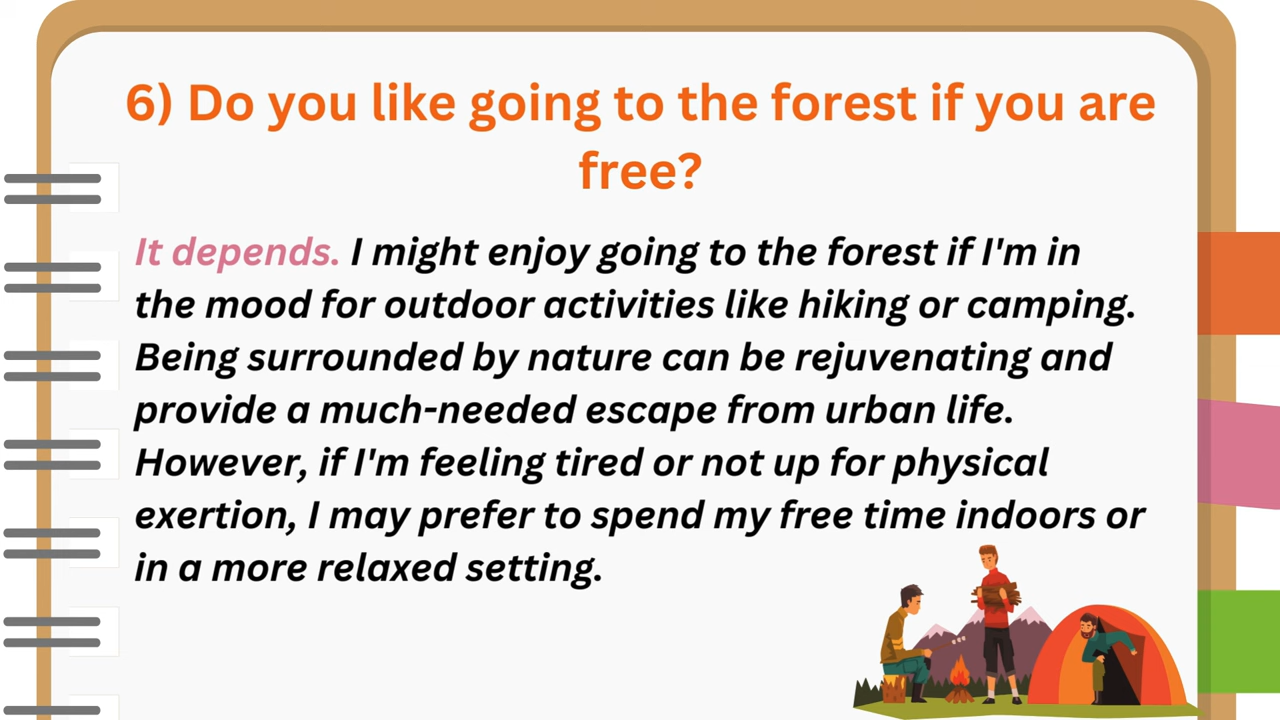 6) Do you like going to the forest if you are
free?
It depends. I might enjoy going to the forest if I'm in
the mood for outdoor activities like hiking or camping.
Being surrounded by nature can be rejuvenating and
provide a much-needed escape from urban life.
However, if I'm feeling tired or not up for physical
exertion, I may prefer to spend my free time indoors or
in a more relaxed setting.